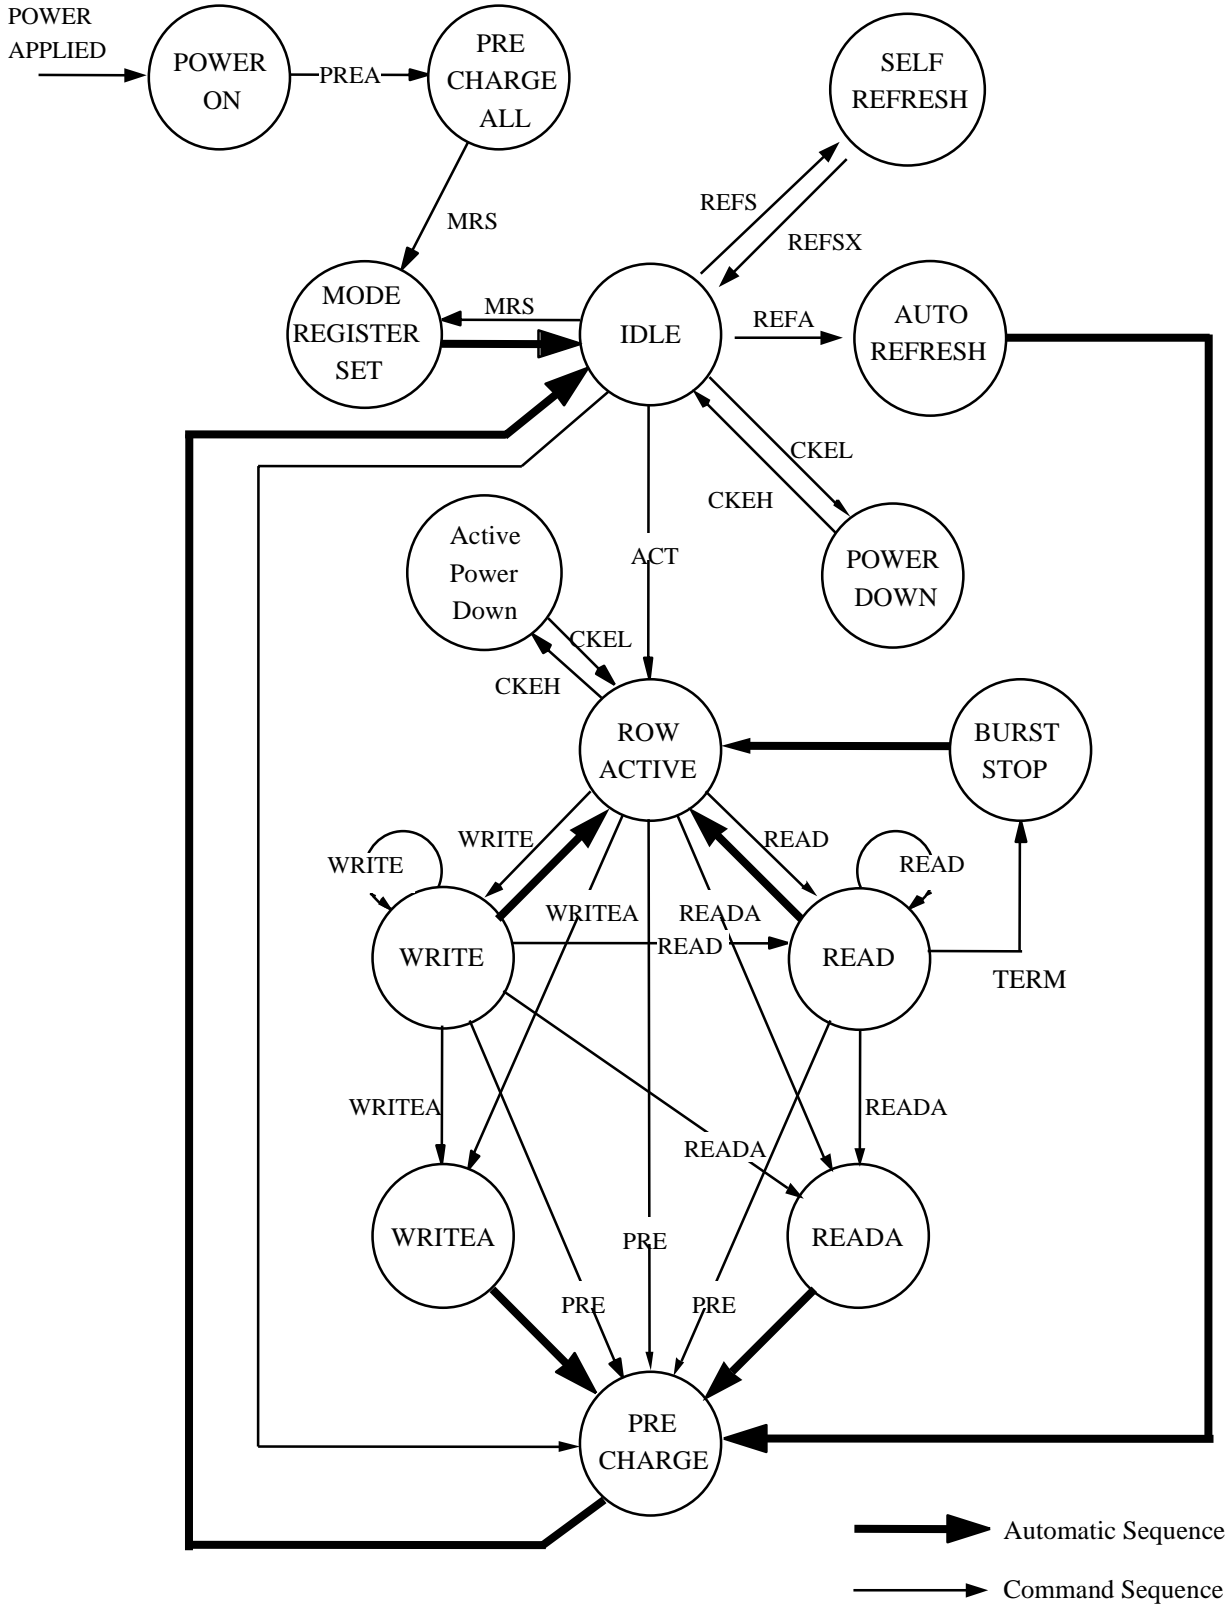 POWER
APPLIED
POWER
ON
PREA
PRE
CHARGE
ALL
SELF
REFRESH
MRS
REFS
REFSX
MODE
REGISTER
SET
MRS
IDLE
REFA
AUTO
REFRESH
CKEL
CKEH
Active
Power
Down
ACT
POWER
DOWN
CKEL
CKEH
ROW
ACTIVE
BURST
STOP
WRITE
READ
WRITE
READ
WRITEA
READA
WRITE
READ
READ
TERM
WRITEA
READA
READA
WRITEA
READA
PRE
PRE
PRE
PRE
CHARGE
Automatic Sequence
Command Sequence